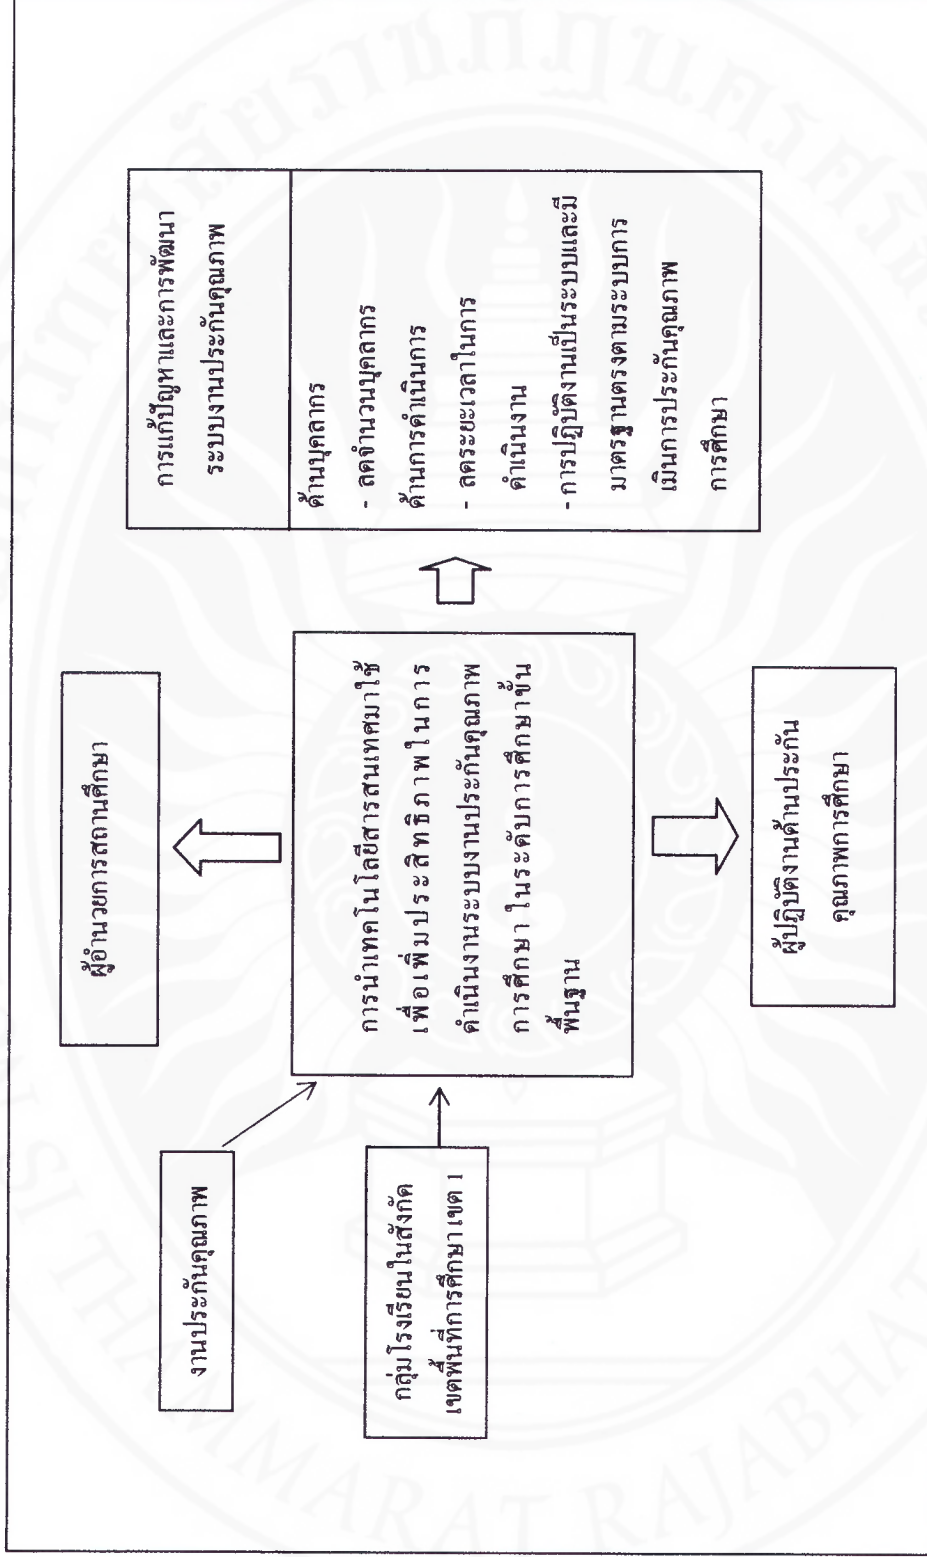 งานประกันคุณภาพ
กลุ่มโรงเรียนในสังกัด
เขตพื้นที่การศึกษา เขต 1
ผู้อำนวยการสถานศึกษา
การนำเทคโนโลยีสารสนเทศมาใช้
เพื่อเพิ่มประสิทธิภาพในการ
ดำเนินงานระบบงานประกันคุณภาพ
การศึกษา ในระดับการศึกษาขั้น
พื้นฐาน
ผู้ปฏิบัติงานด้านประกัน
คุณภาพการศึกษา
การแก้ปัญหาและการพัฒนา
ระบบงานประกันคุณภาพ
ด้านบุคลากร
- ลดจำนวนบุคลากร
ด้านการดำเนินการ
- ลดระยะเวลาในการ
ดำเนินงาน
- การปฏิบัติงานเป็นระบบและมี
มาตรฐานตรงตามระบบการ
เมินการประกันคุณภาพ
การศึกษา